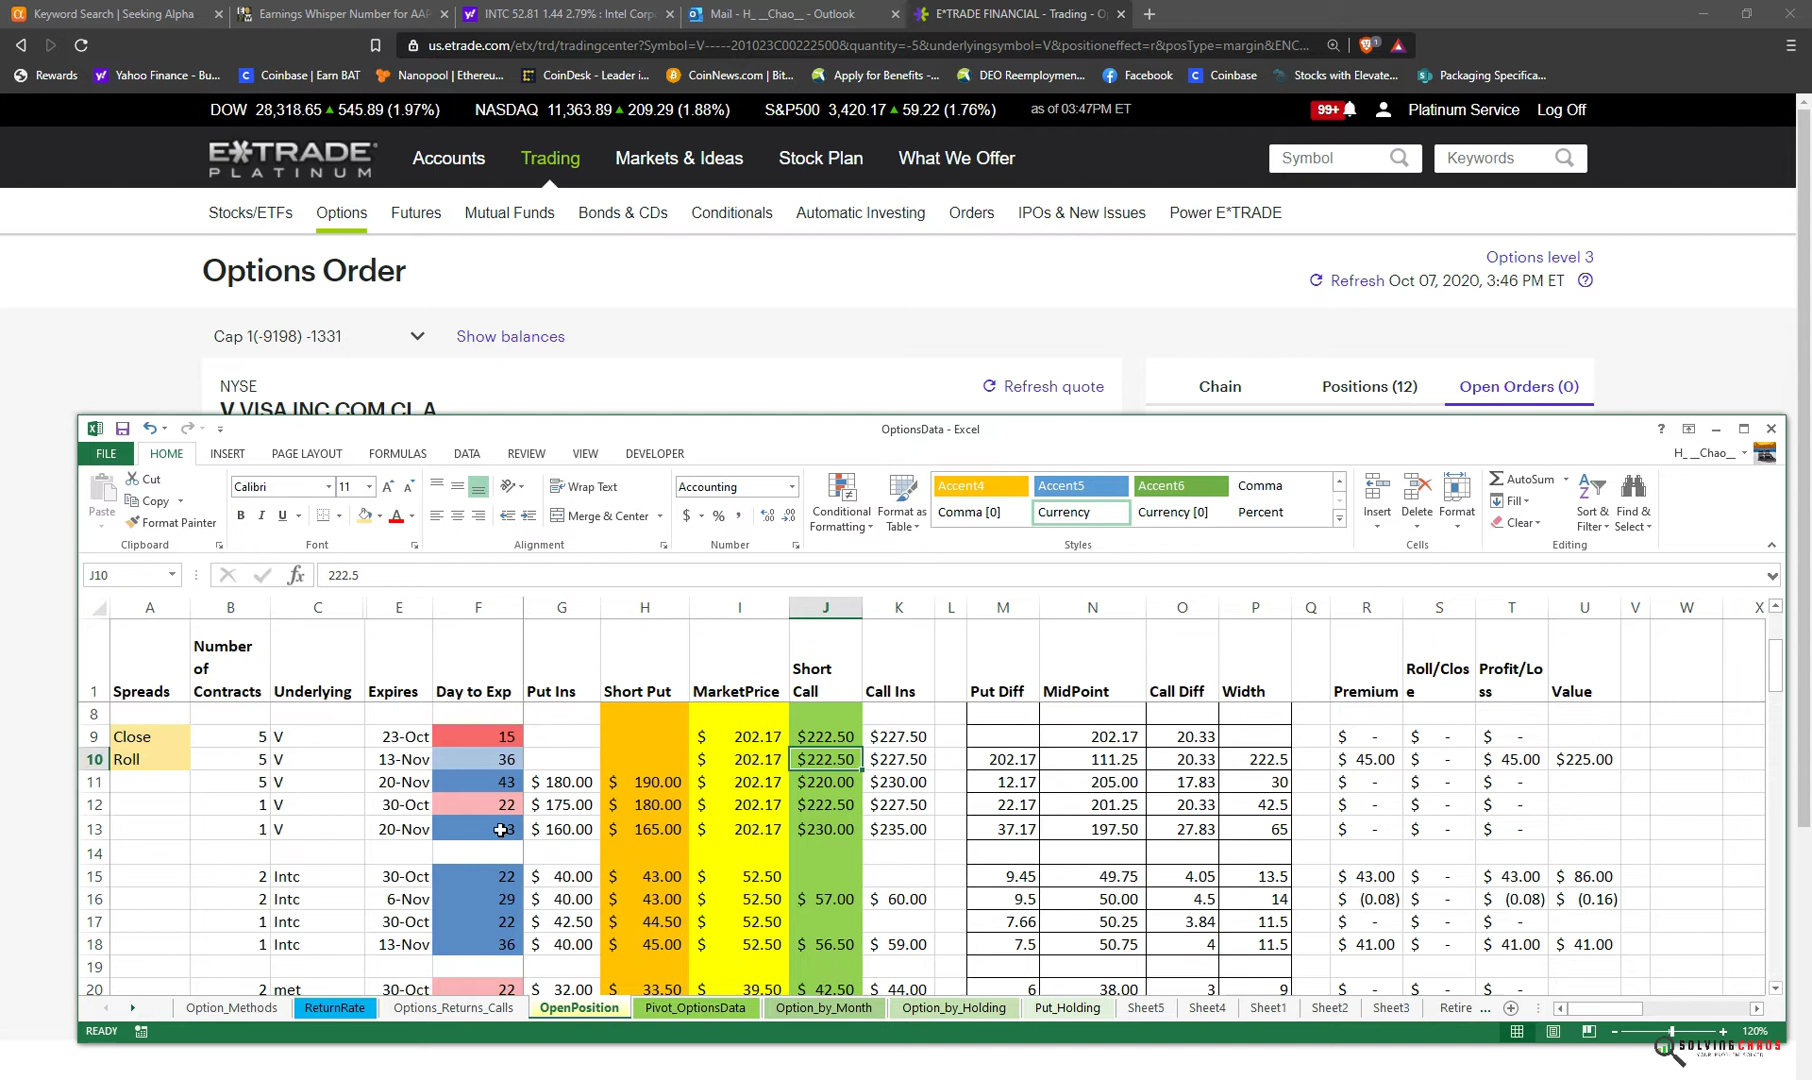 Keyword Search | Seeking Alpha
Earnings Whisper Number for AAP
INTC 52.81 1.44 2.79% : Intel Corp
Mail - H_ __Chao__ - Outlook
E*TRADE FINANCIAL - Trading - O
us.etrade.com/etx/trd/tradingcenter?Symbol=V-----201023C00222500&quantity=-5&underlyingsymbol=V&positioneffect=r&posType=margin&ENC...
1
Rewards Yahoo Finance - Bu... Coinbase | Earn BAT Nanopool | Ethereu... CoinDesk - Leader i... CoinNews.com | Bit... Apply for Benefits -... DEO Reemploymen... Facebook Coinbase Stocks with Elevate... Packaging Specifica...
DOW 28,318.65 ▲ 545.89 (1.97%) NASDAQ 11,363.89 ▲ 209.29 (1.88%) S&P500 3,420.17 ▲ 59.22 (1.76%) as of 03:47PM ET 99+ Platinum Service Log Off
E*TRADE
PLATINUM
Accounts Trading Markets & Ideas Stock Plan What We Offer Symbol Keywords
Stocks/ETFs Options Futures Mutual Funds Bonds & CDs Conditionals Automatic Investing Orders IPOs & New Issues Power E*TRADE
Options Order
Options level 3
Refresh Oct 07, 2020, 3:46 PM ET
Cap 1(-9198) -1331 Show balances
NYSE Refresh quote Chain Positions (12) Open Orders (0)
V VISA INC COM CL A
OptionsData - Excel
FILE HOME INSERT PAGE LAYOUT FORMULAS DATA REVIEW VIEW DEVELOPER H_ __Chao__
Paste Cut Copy Format Painter Clipboard
Calibri 11 B I U Font
Wrap Text Merge & Center Alignment
Accounting $ % , Number
Conditional Formatting Format as Table
Accent4 Accent5 Accent6 Comma
Comma [0] Currency Currency [0] Percent
Styles
Insert Delete Format Cells
AutoSum Fill Clear Sort & Filter Find & Select Editing
J10 fx 222.5
A B C E F G H I J K L M N O P Q R S T U V W X
1 Spreads Number of Contracts Underlying Expires Day to Exp Put Ins Short Put MarketPrice Short Call Call Ins Put Diff MidPoint Call Diff Width Premium Roll/Close Profit/Loss Value
8
9 Close 5 V 23-Oct 15 $ 202.17 $222.50 $227.50 202.17 20.33 $ - $ - $ -
10 Roll 5 V 13-Nov 36 $ 202.17 $222.50 $227.50 202.17 111.25 20.33 222.5 $ 45.00 $ - $ 45.00 $225.00
11 5 V 20-Nov 43 $ 180.00 $ 190.00 $ 202.17 $220.00 $230.00 12.17 205.00 17.83 30 $ - $ - $ -
12 1 V 30-Oct 22 $ 175.00 $ 180.00 $ 202.17 $222.50 $227.50 22.17 201.25 20.33 42.5 $ - $ - $ -
13 1 V 20-Nov $ 160.00 $ 165.00 $ 202.17 $230.00 $235.00 37.17 197.50 27.83 65 $ - $ - $ -
14
15 2 Intc 30-Oct 22 $ 40.00 $ 43.00 $ 52.50 9.45 49.75 4.05 13.5 $ 43.00 $ - $ 43.00 $ 86.00
16 2 Intc 6-Nov 29 $ 40.00 $ 43.00 $ 52.50 $ 57.00 $ 60.00 9.5 50.00 4.5 14 $ (0.08) $ - $ (0.08) $ (0.16)
17 1 Intc 30-Oct 22 $ 42.50 $ 44.50 $ 52.50 7.66 50.25 3.84 11.5 $ - $ - $ -
18 1 Intc 13-Nov 36 $ 40.00 $ 45.00 $ 52.50 $ 56.50 $ 59.00 7.5 50.75 4 11.5 $ 41.00 $ - $ 41.00 $ 41.00
19
20 2 met 30-Oct 22 $ 32.00 $ 33.50 $ 39.50 $ 42.50 $ 44.00 6 38.00 3 9 $ - $ - $ -
Option_Methods ReturnRate Options_Returns_Calls OpenPosition Pivot_OptionsData Option_by_Month Option_by_Holding Put_Holding Sheet5 Sheet4 Sheet1 Sheet2 Sheet3 Retire ...
READY 120%
SOLVINGCHAOS